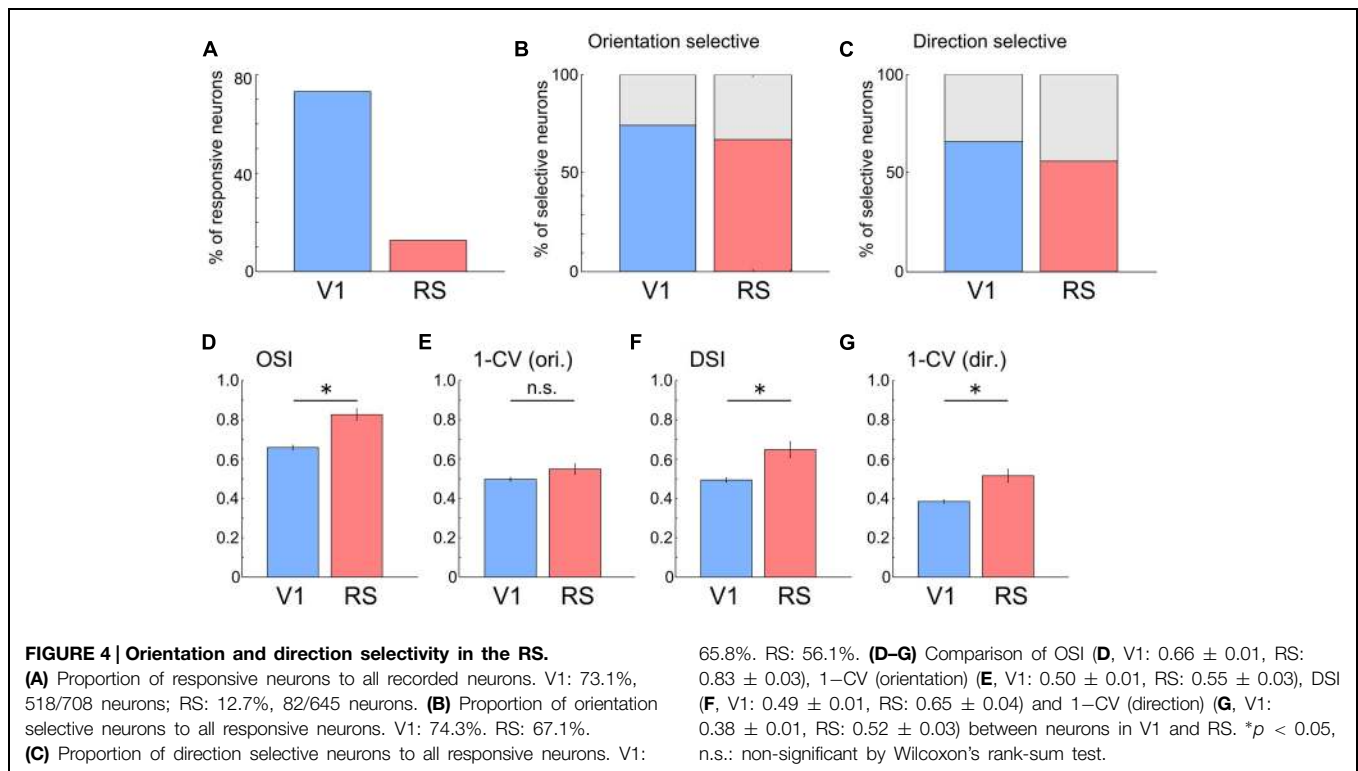 A
80
40
0
% of responsive neurons
V1 RS
B
Orientation selective
100
50
0
% of selective neurons
V1 RS
C
Direction selective
100
50
0
% of selective neurons
V1 RS
D
OSI
1.0
0.8
0.6
0.4
0.2
0
*
V1 RS
E
1-CV (ori.)
1.0
0.8
0.6
0.4
0.2
0
n.s.
V1 RS
F
DSI
1.0
0.8
0.6
0.4
0.2
0
*
V1 RS
G
1-CV (dir.)
1.0
0.8
0.6
0.4
0.2
0
*
V1 RS
FIGURE 4 | Orientation and direction selectivity in the RS.
(A) Proportion of responsive neurons to all recorded neurons. V1: 73.1%,
518/708 neurons; RS: 12.7%, 82/645 neurons. (B) Proportion of orientation
selective neurons to all responsive neurons. V1: 74.3%. RS: 67.1%.
(C) Proportion of direction selective neurons to all responsive neurons. V1:
65.8%. RS: 56.1%. (D–G) Comparison of OSI (D, V1: 0.66 ± 0.01, RS:
0.83 ± 0.03), 1−CV (orientation) (E, V1: 0.50 ± 0.01, RS: 0.55 ± 0.03), DSI
(F, V1: 0.49 ± 0.01, RS: 0.65 ± 0.04) and 1−CV (direction) (G, V1:
0.38 ± 0.01, RS: 0.52 ± 0.03) between neurons in V1 and RS. *p < 0.05,
n.s.: non-significant by Wilcoxon's rank-sum test.